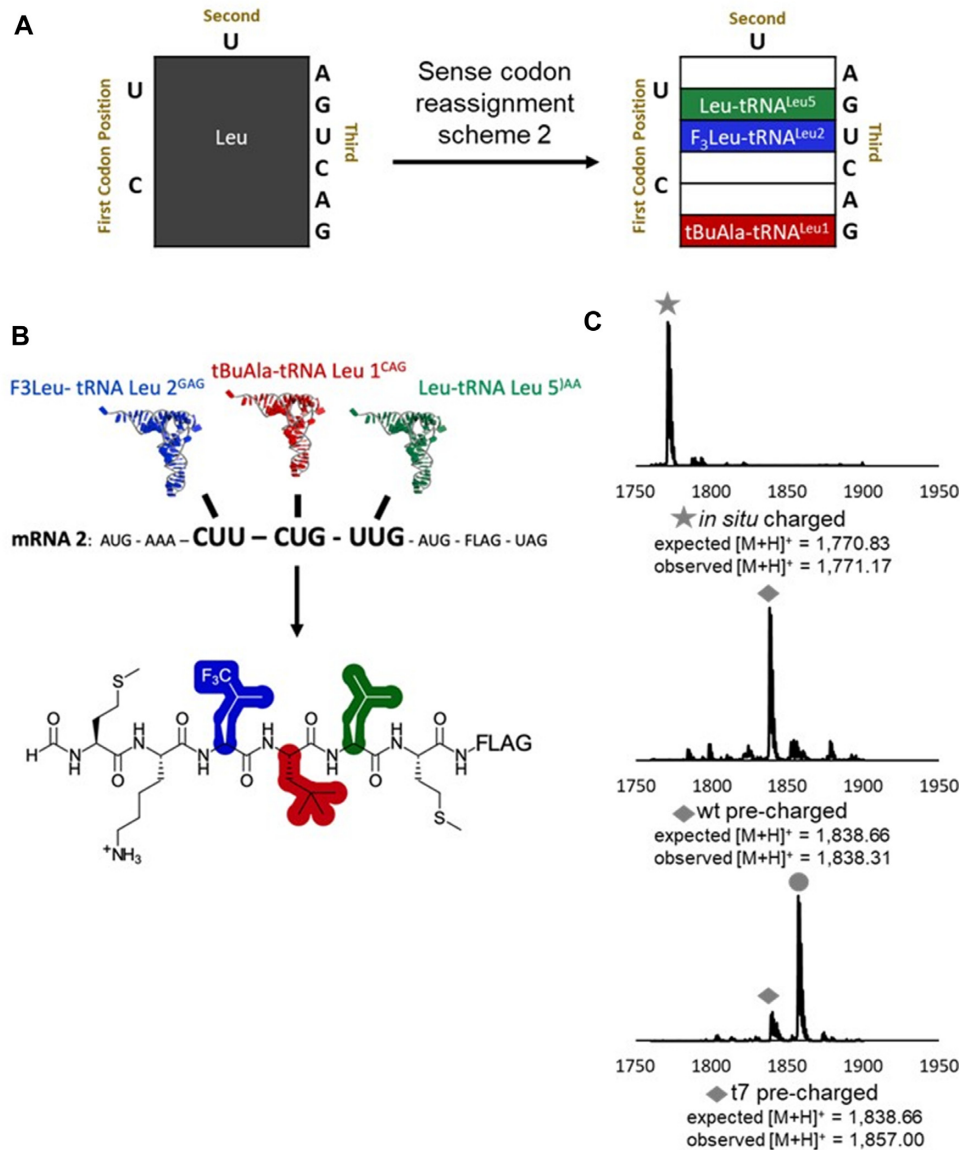 A
Second
U
First Codon Position
U
C
Leu
A
G
U
C
A
G
Third
Sense codon
reassignment
scheme 2
Second
U
First Codon Position
U
C
Leu-tRNA^Leu5
F₃Leu-tRNA^Leu2
tBuAla-tRNA^Leu1
A
G
U
C
A
G
Third
B
F3Leu- tRNA Leu 2^GAG
tBuAla-tRNA Leu 1^CAG
Leu-tRNA Leu 5^)AA
mRNA 2: AUG - AAA – CUU – CUG - UUG - AUG - FLAG - UAG
F₃C
S
O
H
N
H
O
N
H
O
H
N
O
N
H
O
H
N
O
N
H
O
H
N
FLAG
S
⁺NH₃
C
1750 1800 1850 1900 1950
in situ charged
expected [M+H]⁺ = 1,770.83
observed [M+H]⁺ = 1,771.17
1750 1800 1850 1900 1950
wt pre-charged
expected [M+H]⁺ = 1,838.66
observed [M+H]⁺ = 1,838.31
1750 1800 1850 1900 1950
t7 pre-charged
expected [M+H]⁺ = 1,838.66
observed [M+H]⁺ = 1,857.00